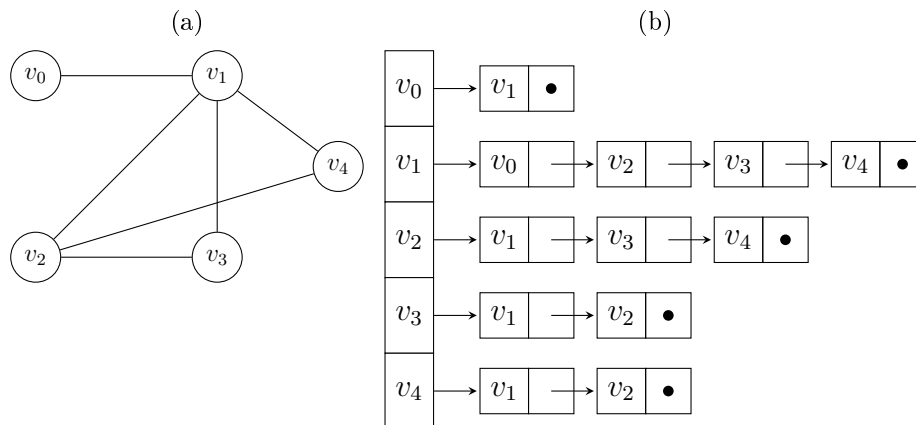 (a)
v₀ v₁
v₄
v₂ v₃
(b)
v₀ v₁ •
v₁ v₀ v₂ v₃ v₄ •
v₂ v₁ v₃ v₄ •
v₃ v₁ v₂ •
v₄ v₁ v₂ •